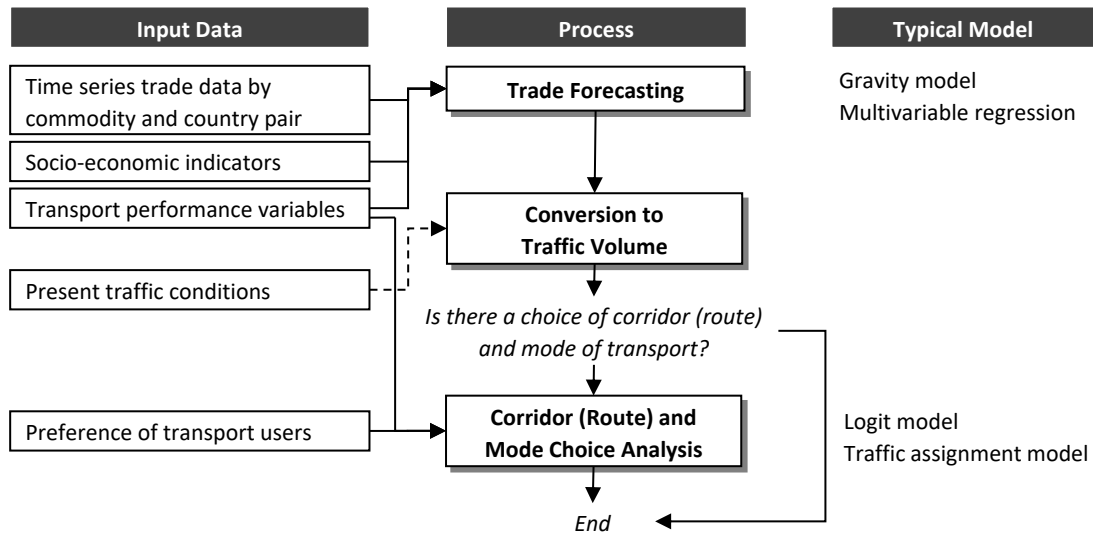 Input Data
Process
Typical Model
Time series trade data by
commodity and country pair
Trade Forecasting
Gravity model
Multivariable regression
Socio-economic indicators
Transport performance variables
Conversion to
Traffic Volume
Present traffic conditions
Is there a choice of corridor (route)
and mode of transport?
Preference of transport users
Corridor (Route) and
Mode Choice Analysis
Logit model
Traffic assignment model
End